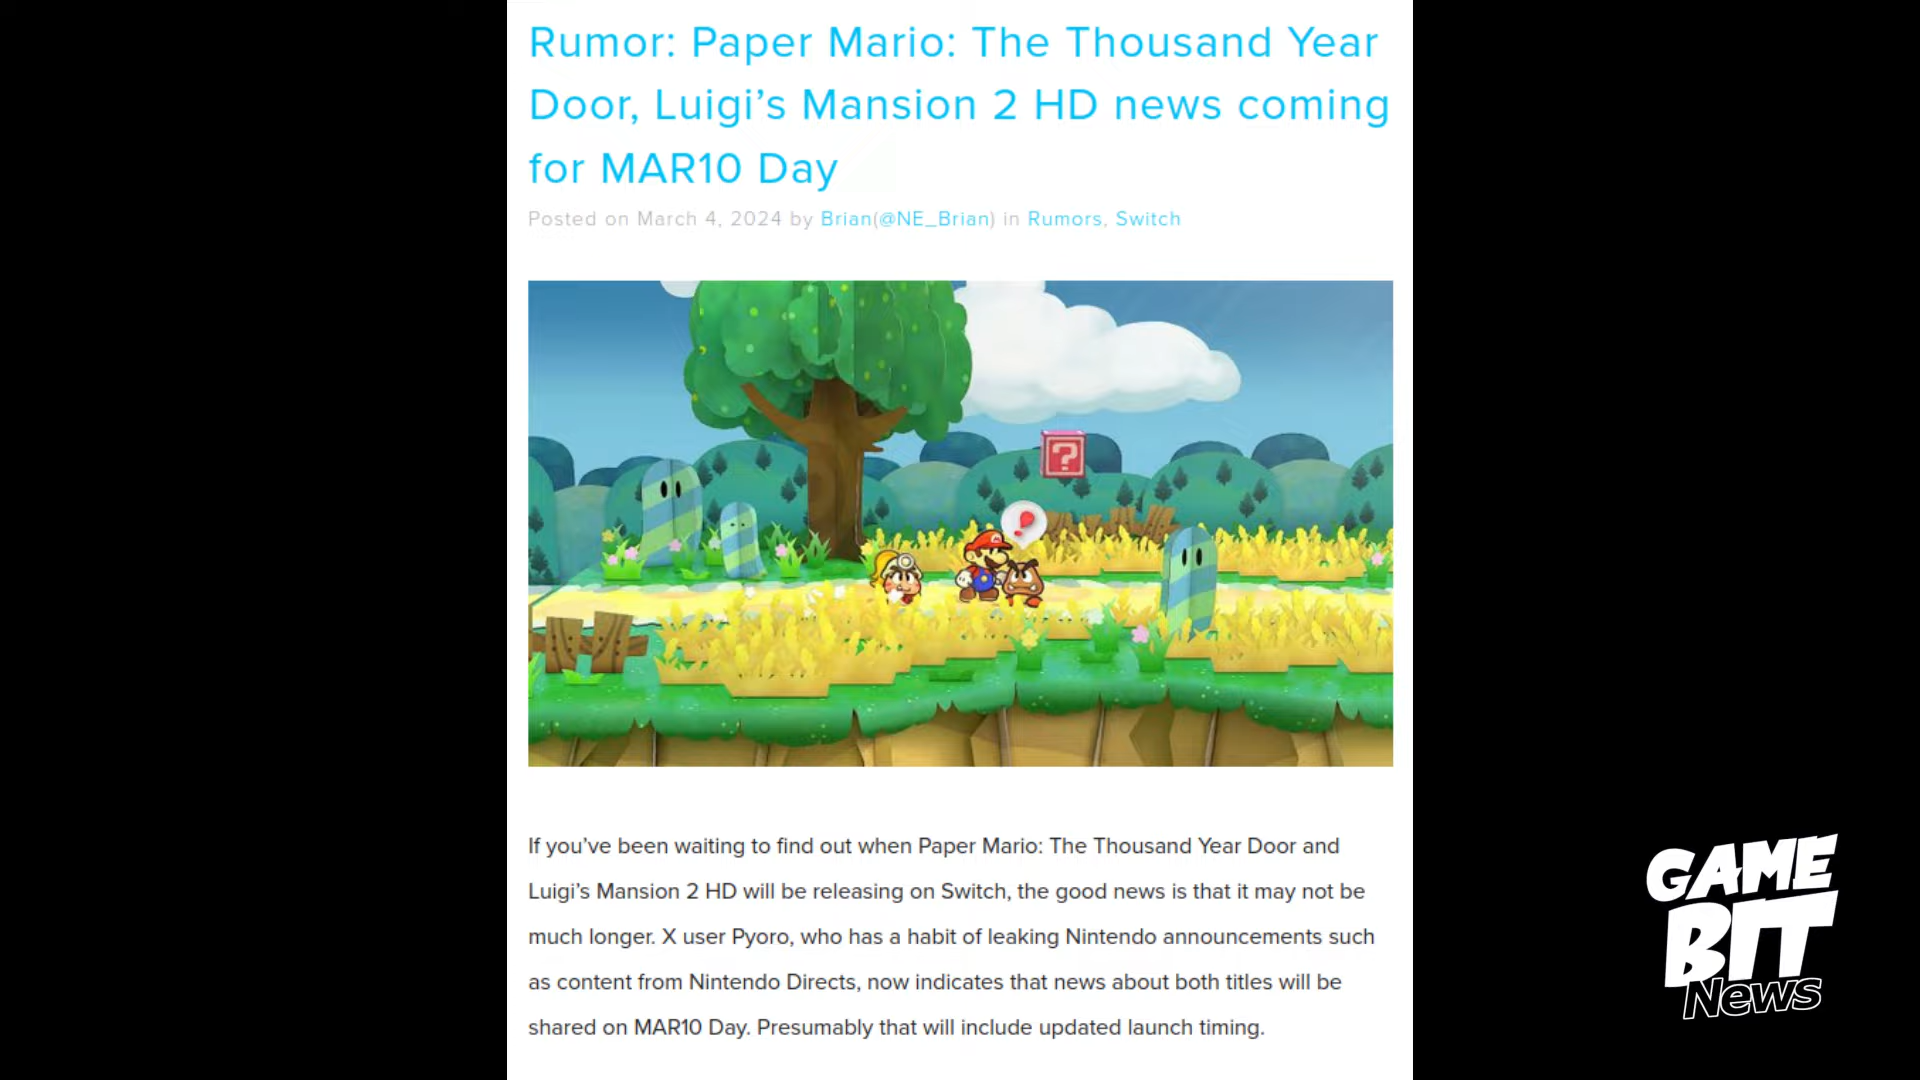 Rumor: Paper Mario: The Thousand Year
Door, Luigi’s Mansion 2 HD news coming
for MAR10 Day
Posted on March 4, 2024 by Brian(@NE_Brian) in Rumors, Switch
?
!
If you’ve been waiting to find out when Paper Mario: The Thousand Year Door and
Luigi’s Mansion 2 HD will be releasing on Switch, the good news is that it may not be
much longer. X user Pyoro, who has a habit of leaking Nintendo announcements such
as content from Nintendo Directs, now indicates that news about both titles will be
shared on MAR10 Day. Presumably that will include updated launch timing.
GAME
BIT
News